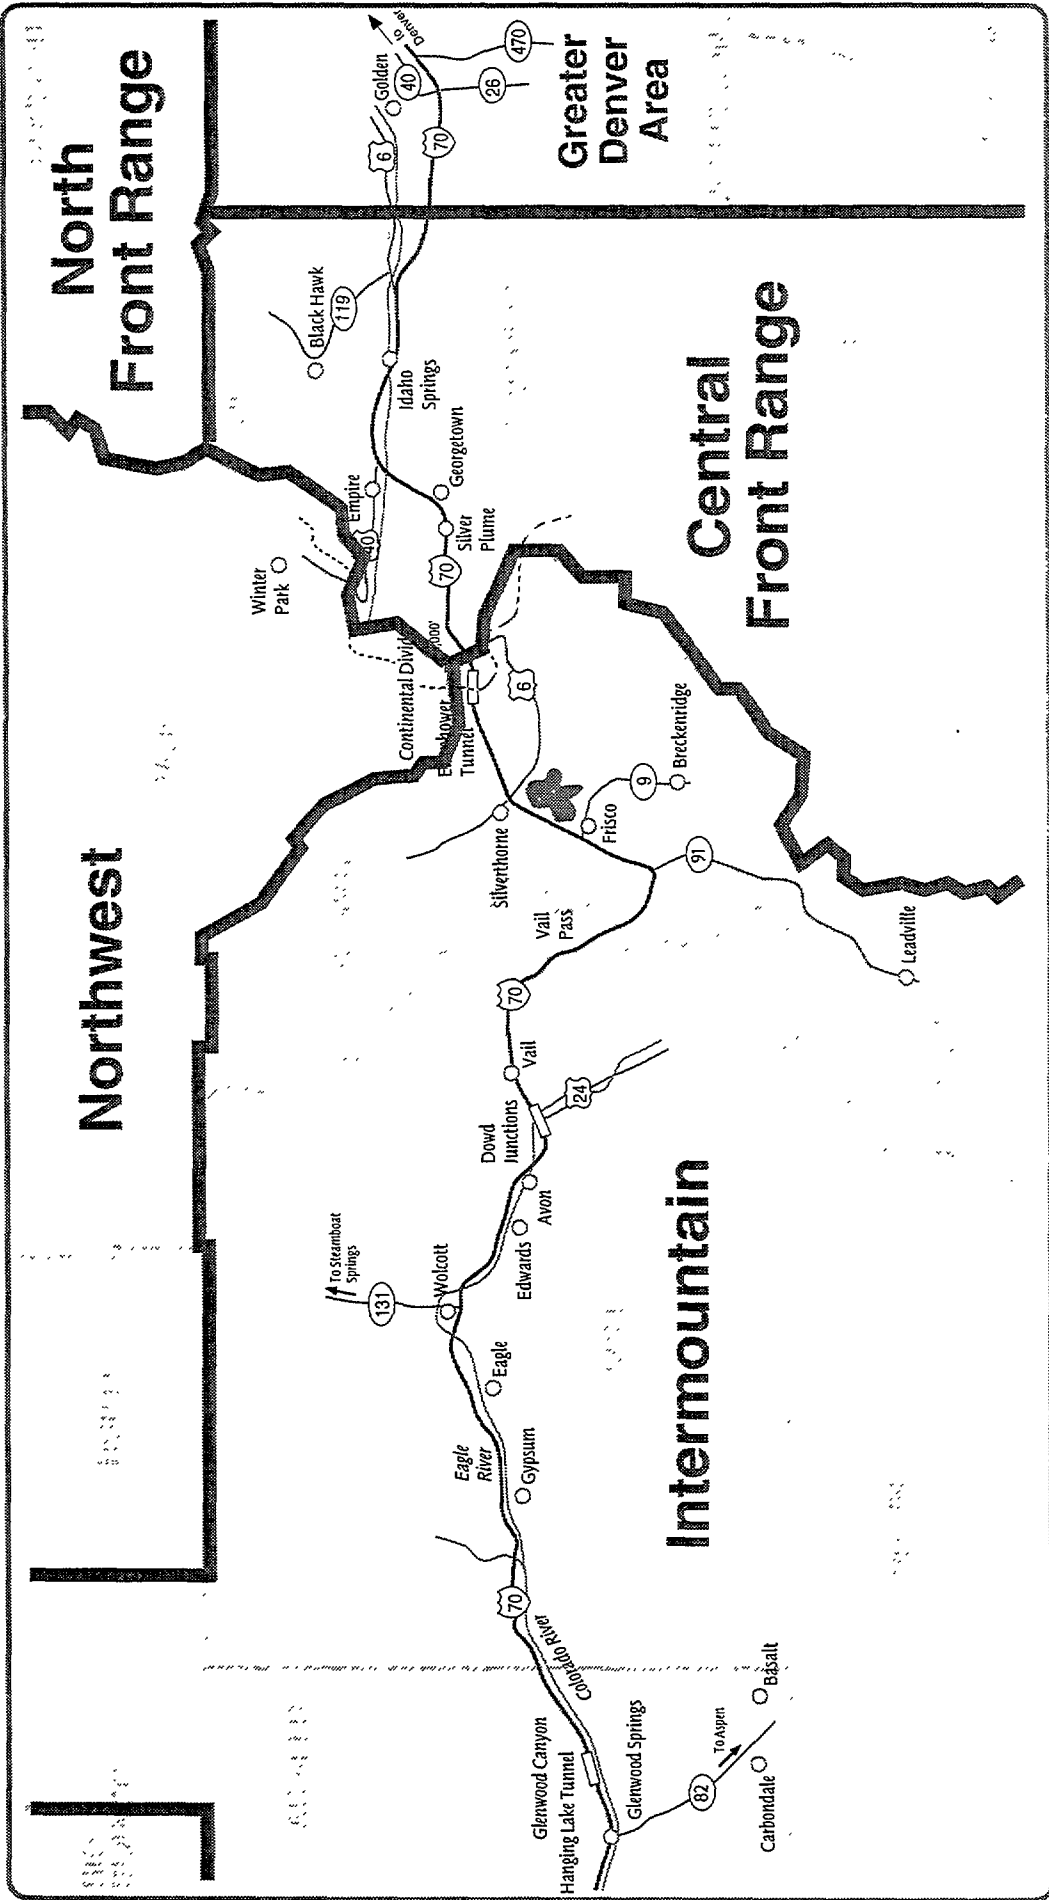 North
Front Range
Northwest
Greater
Denver
Area
Central
Front Range
Intermountain
To
Denver
470
40
Golden
26
6
70
Black Hawk
119
Idaho
Springs
Georgetown
Empire
40
Silver
Plume
70
Winter
Park
Continental
Tunnel
6
Silverthorne
Frisco
9
Breckenridge
91
Leadville
Vail
Pass
70
Vail
24
Dowd
Junctions
Avon
Edwards
Wolcott
131
To Steamboat
Springs
Eagle
Eagle
River
Gypsum
70
Colorado River
Glenwood Canyon
Hanging Lake Tunnel
Glenwood Springs
82
To Aspen
Carbondale
Basalt